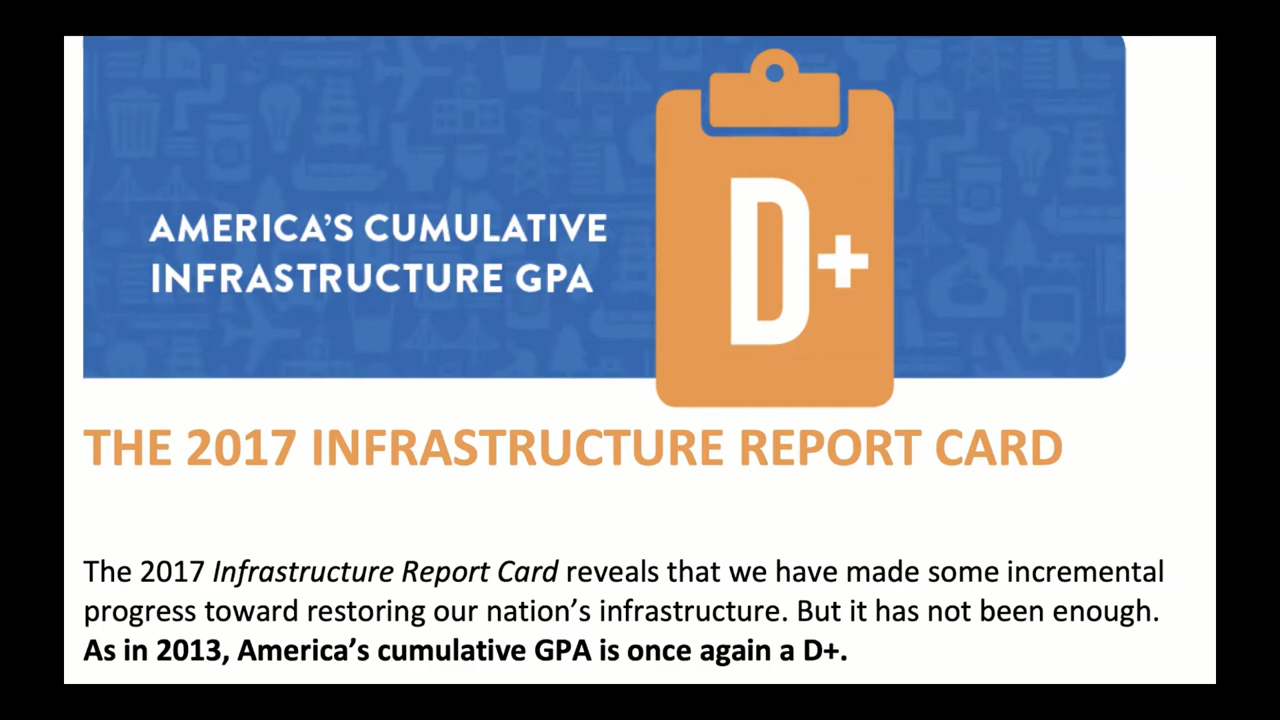 AMERICA’S CUMULATIVE
INFRASTRUCTURE GPA
D+
THE 2017 INFRASTRUCTURE REPORT CARD
The 2017 Infrastructure Report Card reveals that we have made some incremental
progress toward restoring our nation’s infrastructure. But it has not been enough.
As in 2013, America’s cumulative GPA is once again a D+.